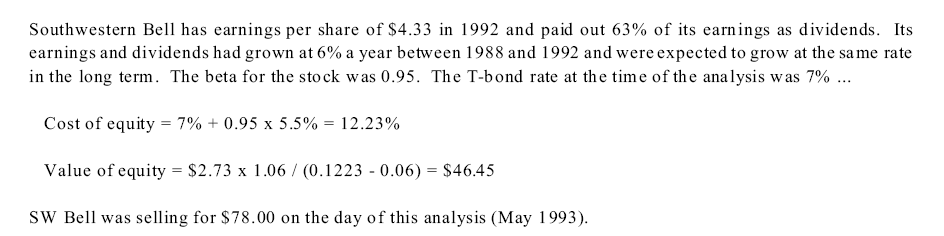 Southwestern Bell has earnings per share of $4.33 in 1992 and paid out 63% of its earnings as dividends. Its
earnings and dividends had grown at 6% a year between 1988 and 1992 and were expected to grow at the same rate
in the long term. The beta for the stock was 0.95. The T-bond rate at the time of the analysis was 7% ...
Cost of equity = 7% + 0.95 x 5.5% = 12.23%
Value of equity = $2.73 x 1.06 / (0.1223 - 0.06) = $46.45
SW Bell was selling for $78.00 on the day of this analysis (May 1993).